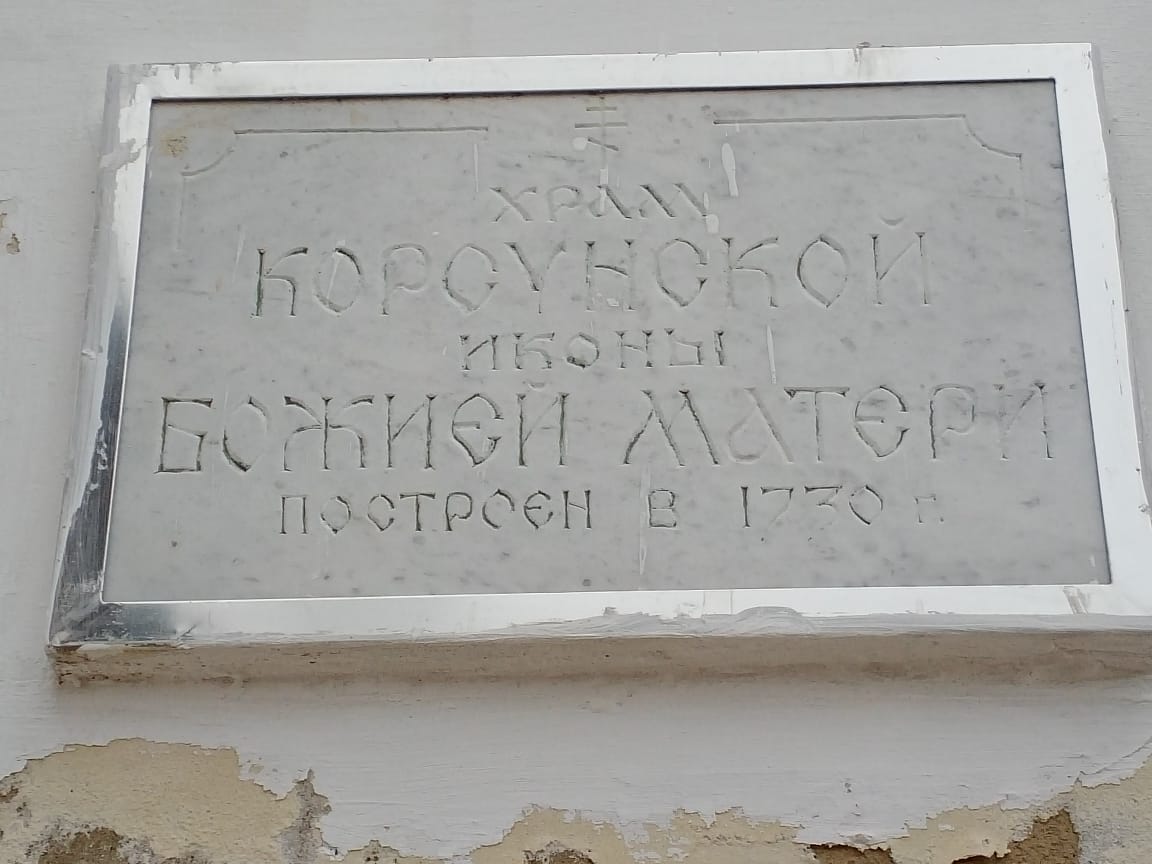 ХРАМ
КОРСУНСКОЙ
ИКОНЫ
БОЖИЕЙ МАТЕРИ
ПОСТРОЕН В 1730 г.